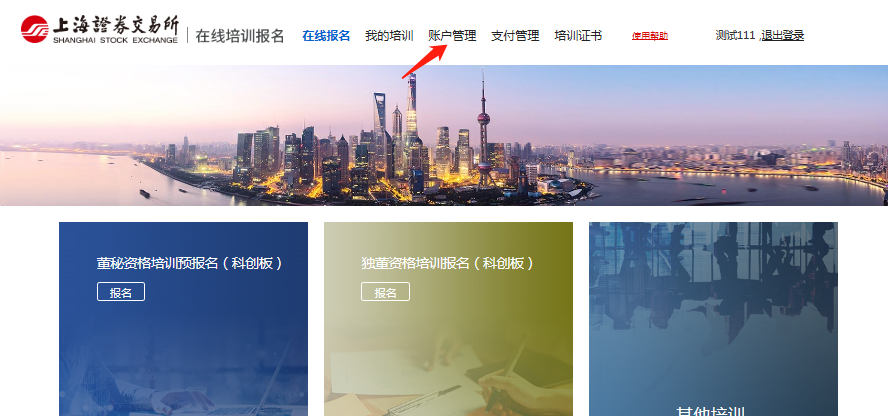 上海證券交易所
SHANGHAI STOCK EXCHANGE
在线培训报名
在线报名 我的培训 账户管理 支付管理 培训证书 使用帮助 测试111 ,退出登录
董秘资格培训预报名（科创板）
报名
独董资格培训报名（科创板）
报名
其他培训